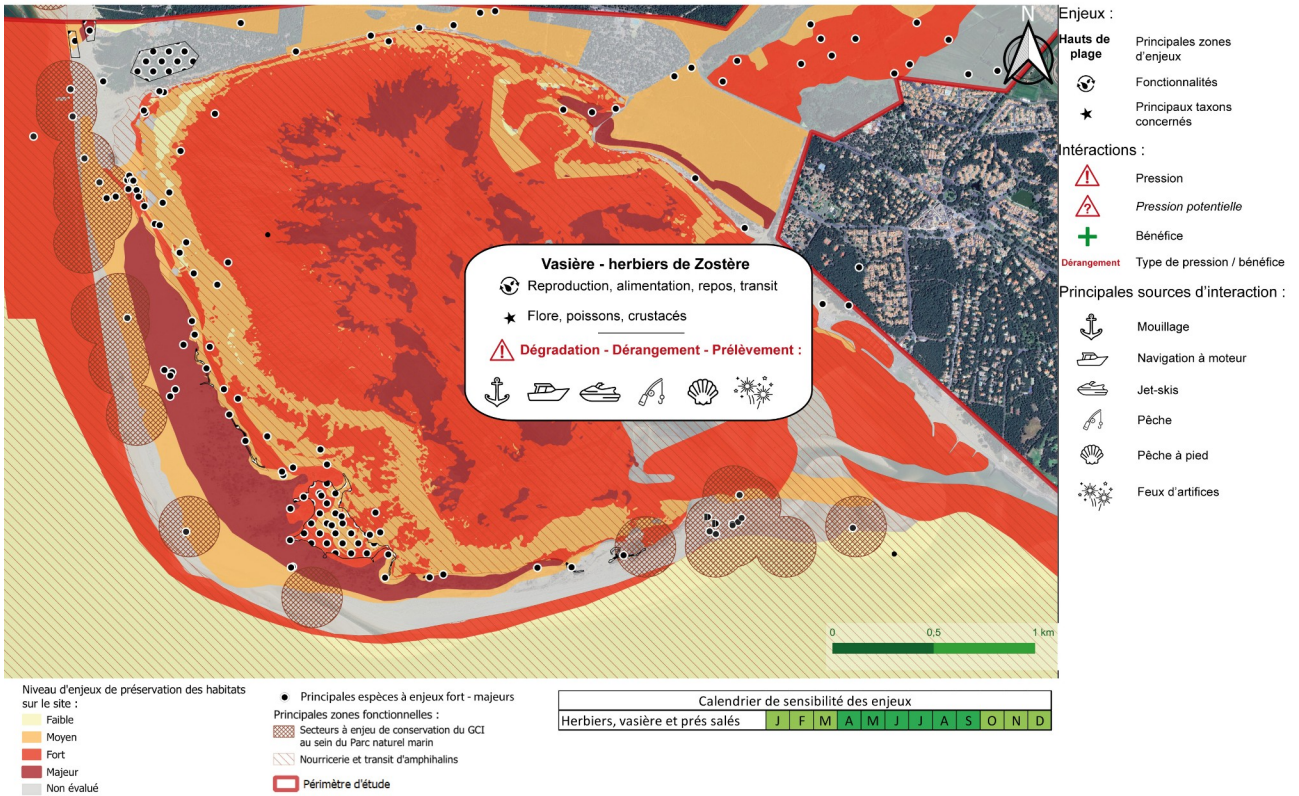 N
Vasière - herbiers de Zostère
Reproduction, alimentation, repos, transit
Flore, poissons, crustacés
Dégradation - Dérangement - Prélèvement :
0 0,5 1 km
Enjeux :
Hauts de plage
Principales zones d'enjeux
Fonctionnalités
Principaux taxons concernés
Intéractions :
Pression
Pression potentielle
Bénéfice
Dérangement Type de pression / bénéfice
Principales sources d'interaction :
Mouillage
Navigation à moteur
Jet-skis
Pêche
Pêche à pied
Feux d'artifices
Niveau d'enjeu de préservation des habitats
sur le site :
Faible
Moyen
Fort
Majeur
Non évalué
Principales espèces à enjeux fort - majeurs
Principales zones fonctionnelles :
Secteurs à enjeu de conservation du GCI
au sein du Parc naturel marin
Nourricerie et transit d'amphihalins
Périmètre d'étude
Calendrier de sensibilité des enjeux
Herbiers, vasière et prés salés J F M A M J J A S O N D